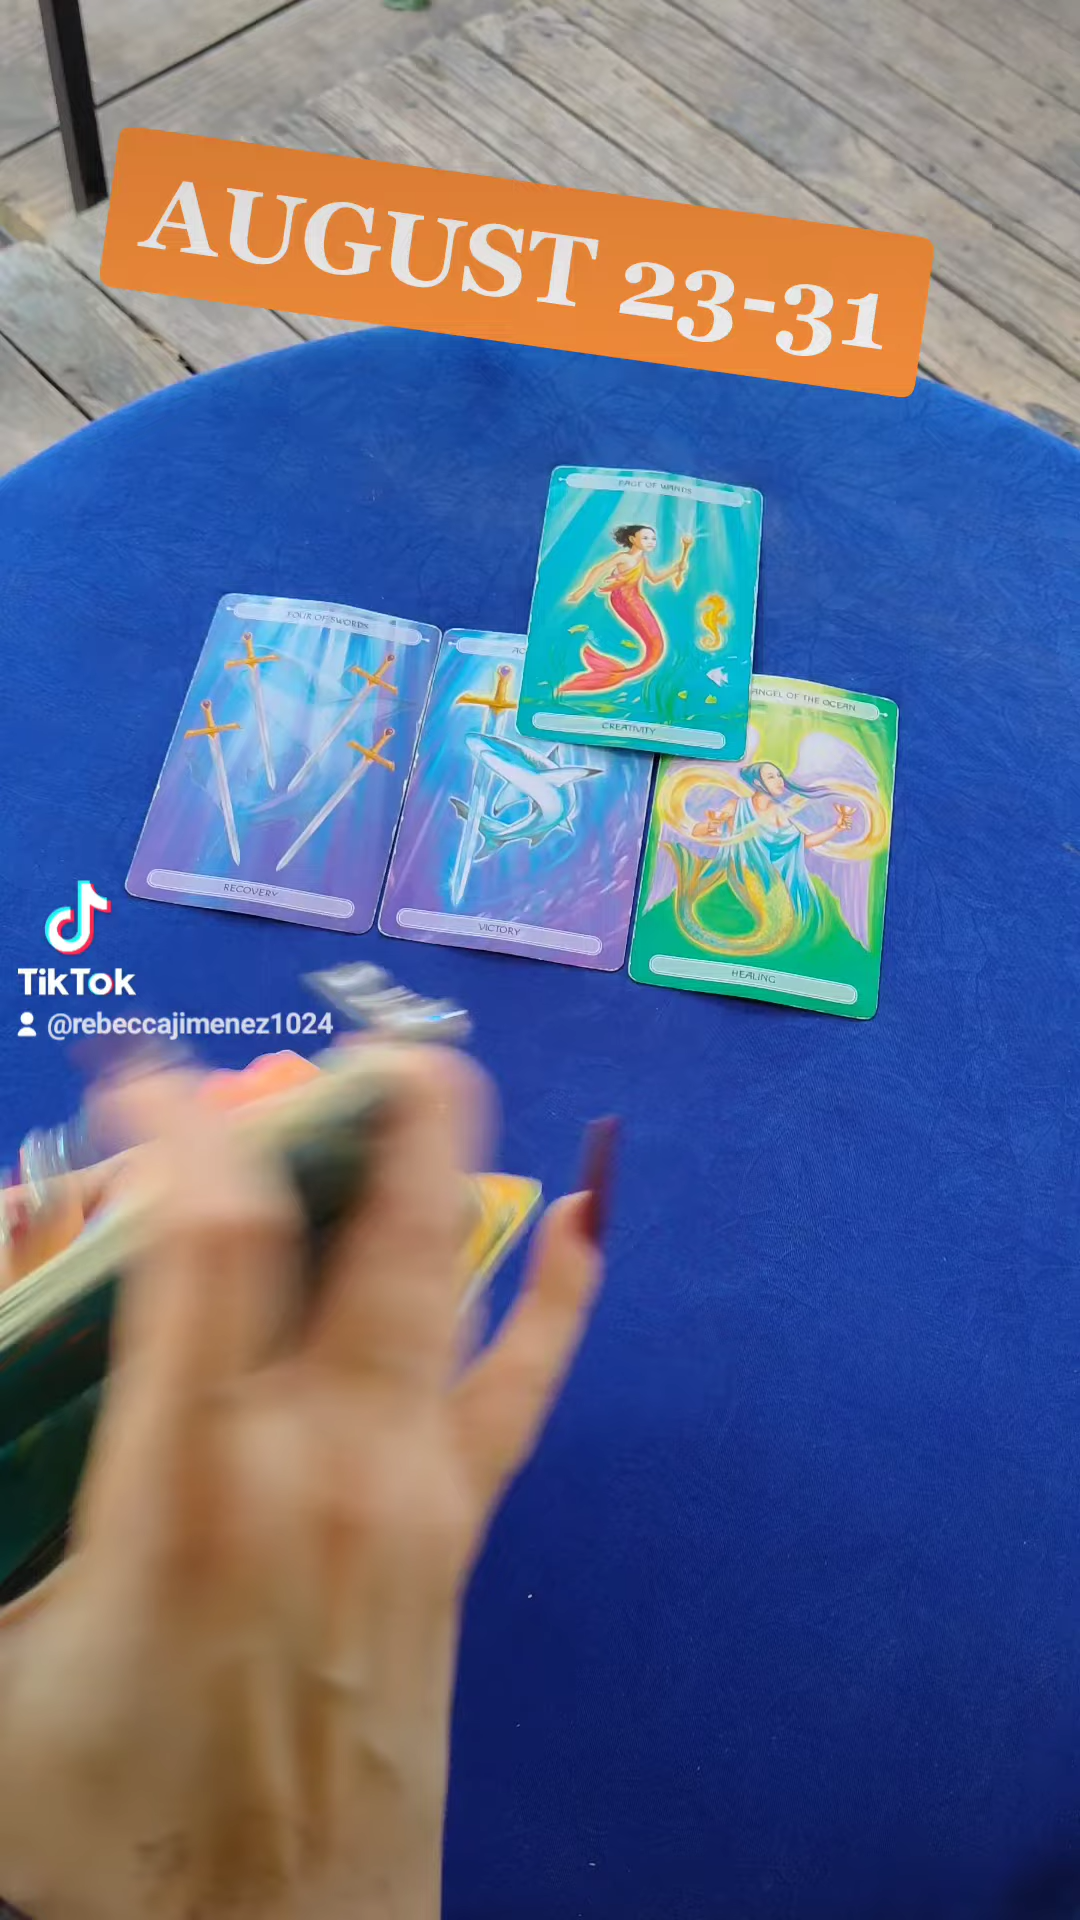 AUGUST 23-31
PAGE OF WANDS
FOUR OF SWORDS
AC
ANGEL OF THE OCEAN
CREATIVITY
RECOVERY
VICTORY
HEALING
TikTok
@rebeccajimenez1024